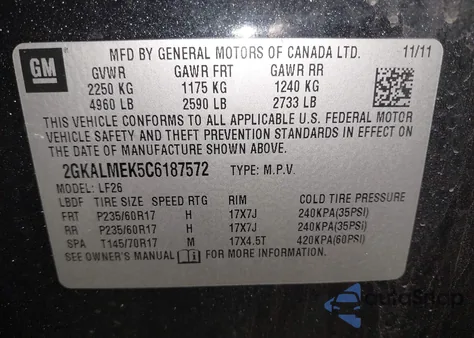 GM
MFD BY GENERAL MOTORS OF CANADA LTD. 11/11
GVWR GAWR FRT GAWR RR
2250 KG 1175 KG 1240 KG
4960 LB 2590 LB 2733 LB
THIS VEHICLE CONFORMS TO ALL APPLICABLE U.S. FEDERAL MOTOR
VEHICLE SAFETY AND THEFT PREVENTION STANDARDS IN EFFECT ON
THE DATE OF MANUFACTURE SHOWN ABOVE.
2GKALMEK5C6187572 TYPE: M.P.V.
MODEL: LF26
LBDF TIRE SIZE SPEED RTG RIM COLD TIRE PRESSURE
FRT P235/60R17 H 17X7J 240KPA(35PSI)
RR P235/60R17 H 17X7J 240KPA(35PSI)
SPA T145/70R17 M 17X4.5T 420KPA(60PSI)
SEE OWNER'S MANUAL i FOR MORE INFORMATION.